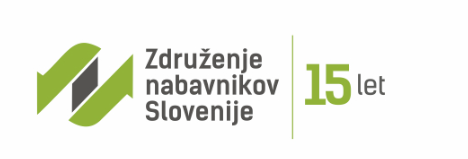 Združenje
nabavnikov
Slovenije
15 let